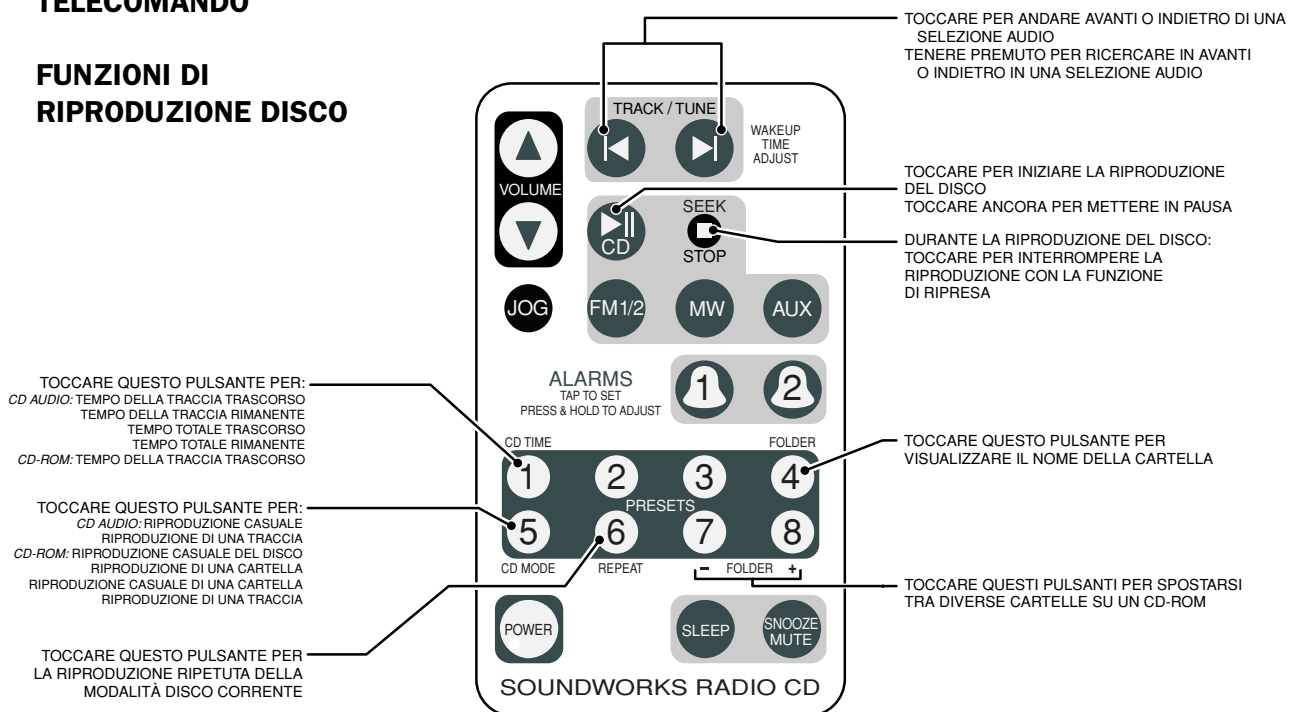 TELECOMANDO
FUNZIONI DI
RIPRODUZIONE DISCO
TOCCARE PER ANDARE AVANTI O INDIETRO DI UNA
SELEZIONE AUDIO
TENERE PREMUTO PER RICERCARE IN AVANTI
O INDIETRO IN UNA SELEZIONE AUDIO
TOCCARE PER INIZIARE LA RIPRODUZIONE
DEL DISCO
TOCCARE ANCORA PER METTERE IN PAUSA
DURANTE LA RIPRODUZIONE DEL DISCO:
TOCCARE PER INTERROMPERE LA
RIPRODUZIONE CON LA FUNZIONE
DI RIPRESA
TRACK / TUNE
WAKEUP
TIME
ADJUST
VOLUME
CD
SEEK
STOP
JOG
FM1/2
MW
AUX
ALARMS
TAP TO SET
PRESS & HOLD TO ADJUST
1
2
CD TIME
FOLDER
1
2
3
4
PRESETS
5
6
7
8
CD MODE
REPEAT
– FOLDER +
POWER
SLEEP
SNOOZE
MUTE
SOUNDWORKS RADIO CD
TOCCARE QUESTO PULSANTE PER:
CD AUDIO: TEMPO DELLA TRACCIA TRASCORSO
TEMPO DELLA TRACCIA RIMANENTE
TEMPO TOTALE TRASCORSO
TEMPO TOTALE RIMANENTE
CD-ROM: TEMPO DELLA TRACCIA TRASCORSO
TOCCARE QUESTO PULSANTE PER:
CD AUDIO: RIPRODUZIONE CASUALE
RIPRODUZIONE DI UNA TRACCIA
CD-ROM: RIPRODUZIONE CASUALE DEL DISCO
RIPRODUZIONE DI UNA CARTELLA
RIPRODUZIONE CASUALE DI UNA CARTELLA
RIPRODUZIONE DI UNA TRACCIA
TOCCARE QUESTO PULSANTE PER
LA RIPRODUZIONE RIPETUTA DELLA
MODALITÀ DISCO CORRENTE
TOCCARE QUESTO PULSANTE PER
VISUALIZZARE IL NOME DELLA CARTELLA
TOCCARE QUESTI PULSANTI PER SPOSTARSI
TRA DIVERSE CARTELLE SU UN CD-ROM